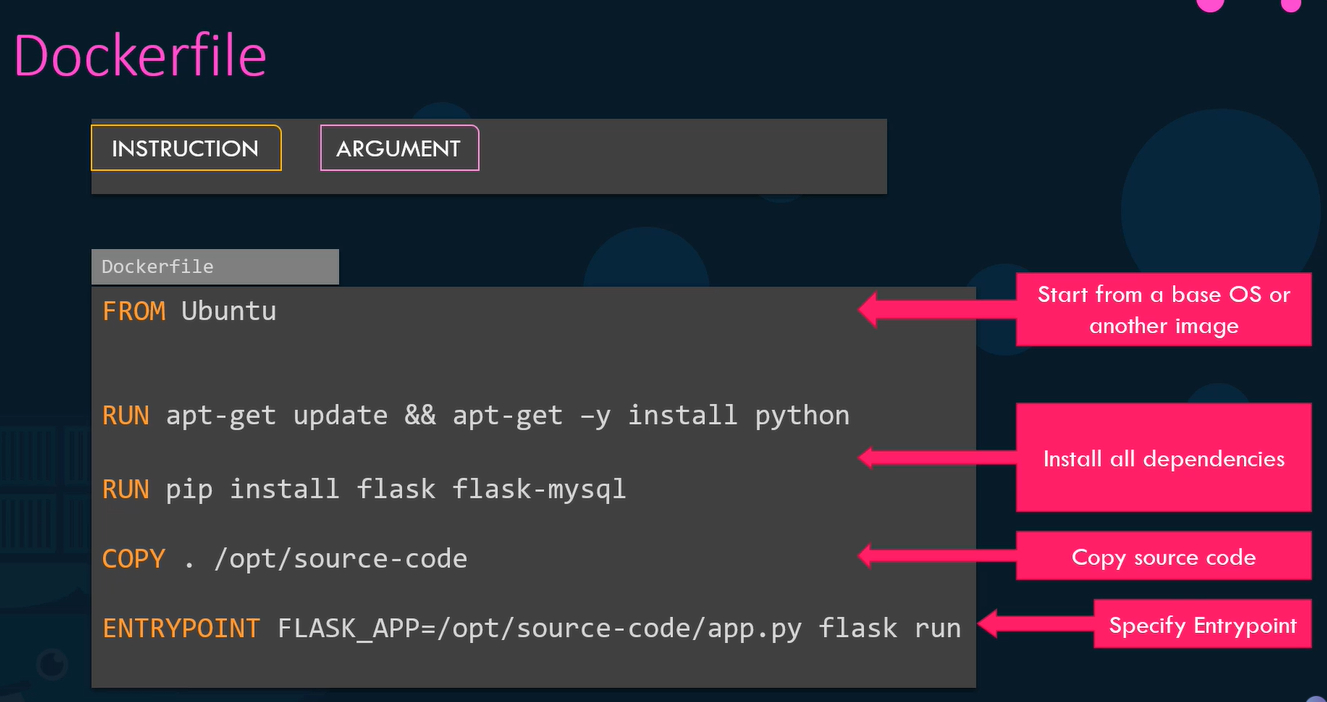 Dockerfile
INSTRUCTION ARGUMENT
Dockerfile
FROM Ubuntu
Start from a base OS or
another image
RUN apt-get update && apt-get –y install python
RUN pip install flask flask-mysql
Install all dependencies
COPY . /opt/source-code
Copy source code
ENTRYPOINT FLASK_APP=/opt/source-code/app.py flask run
Specify Entrypoint